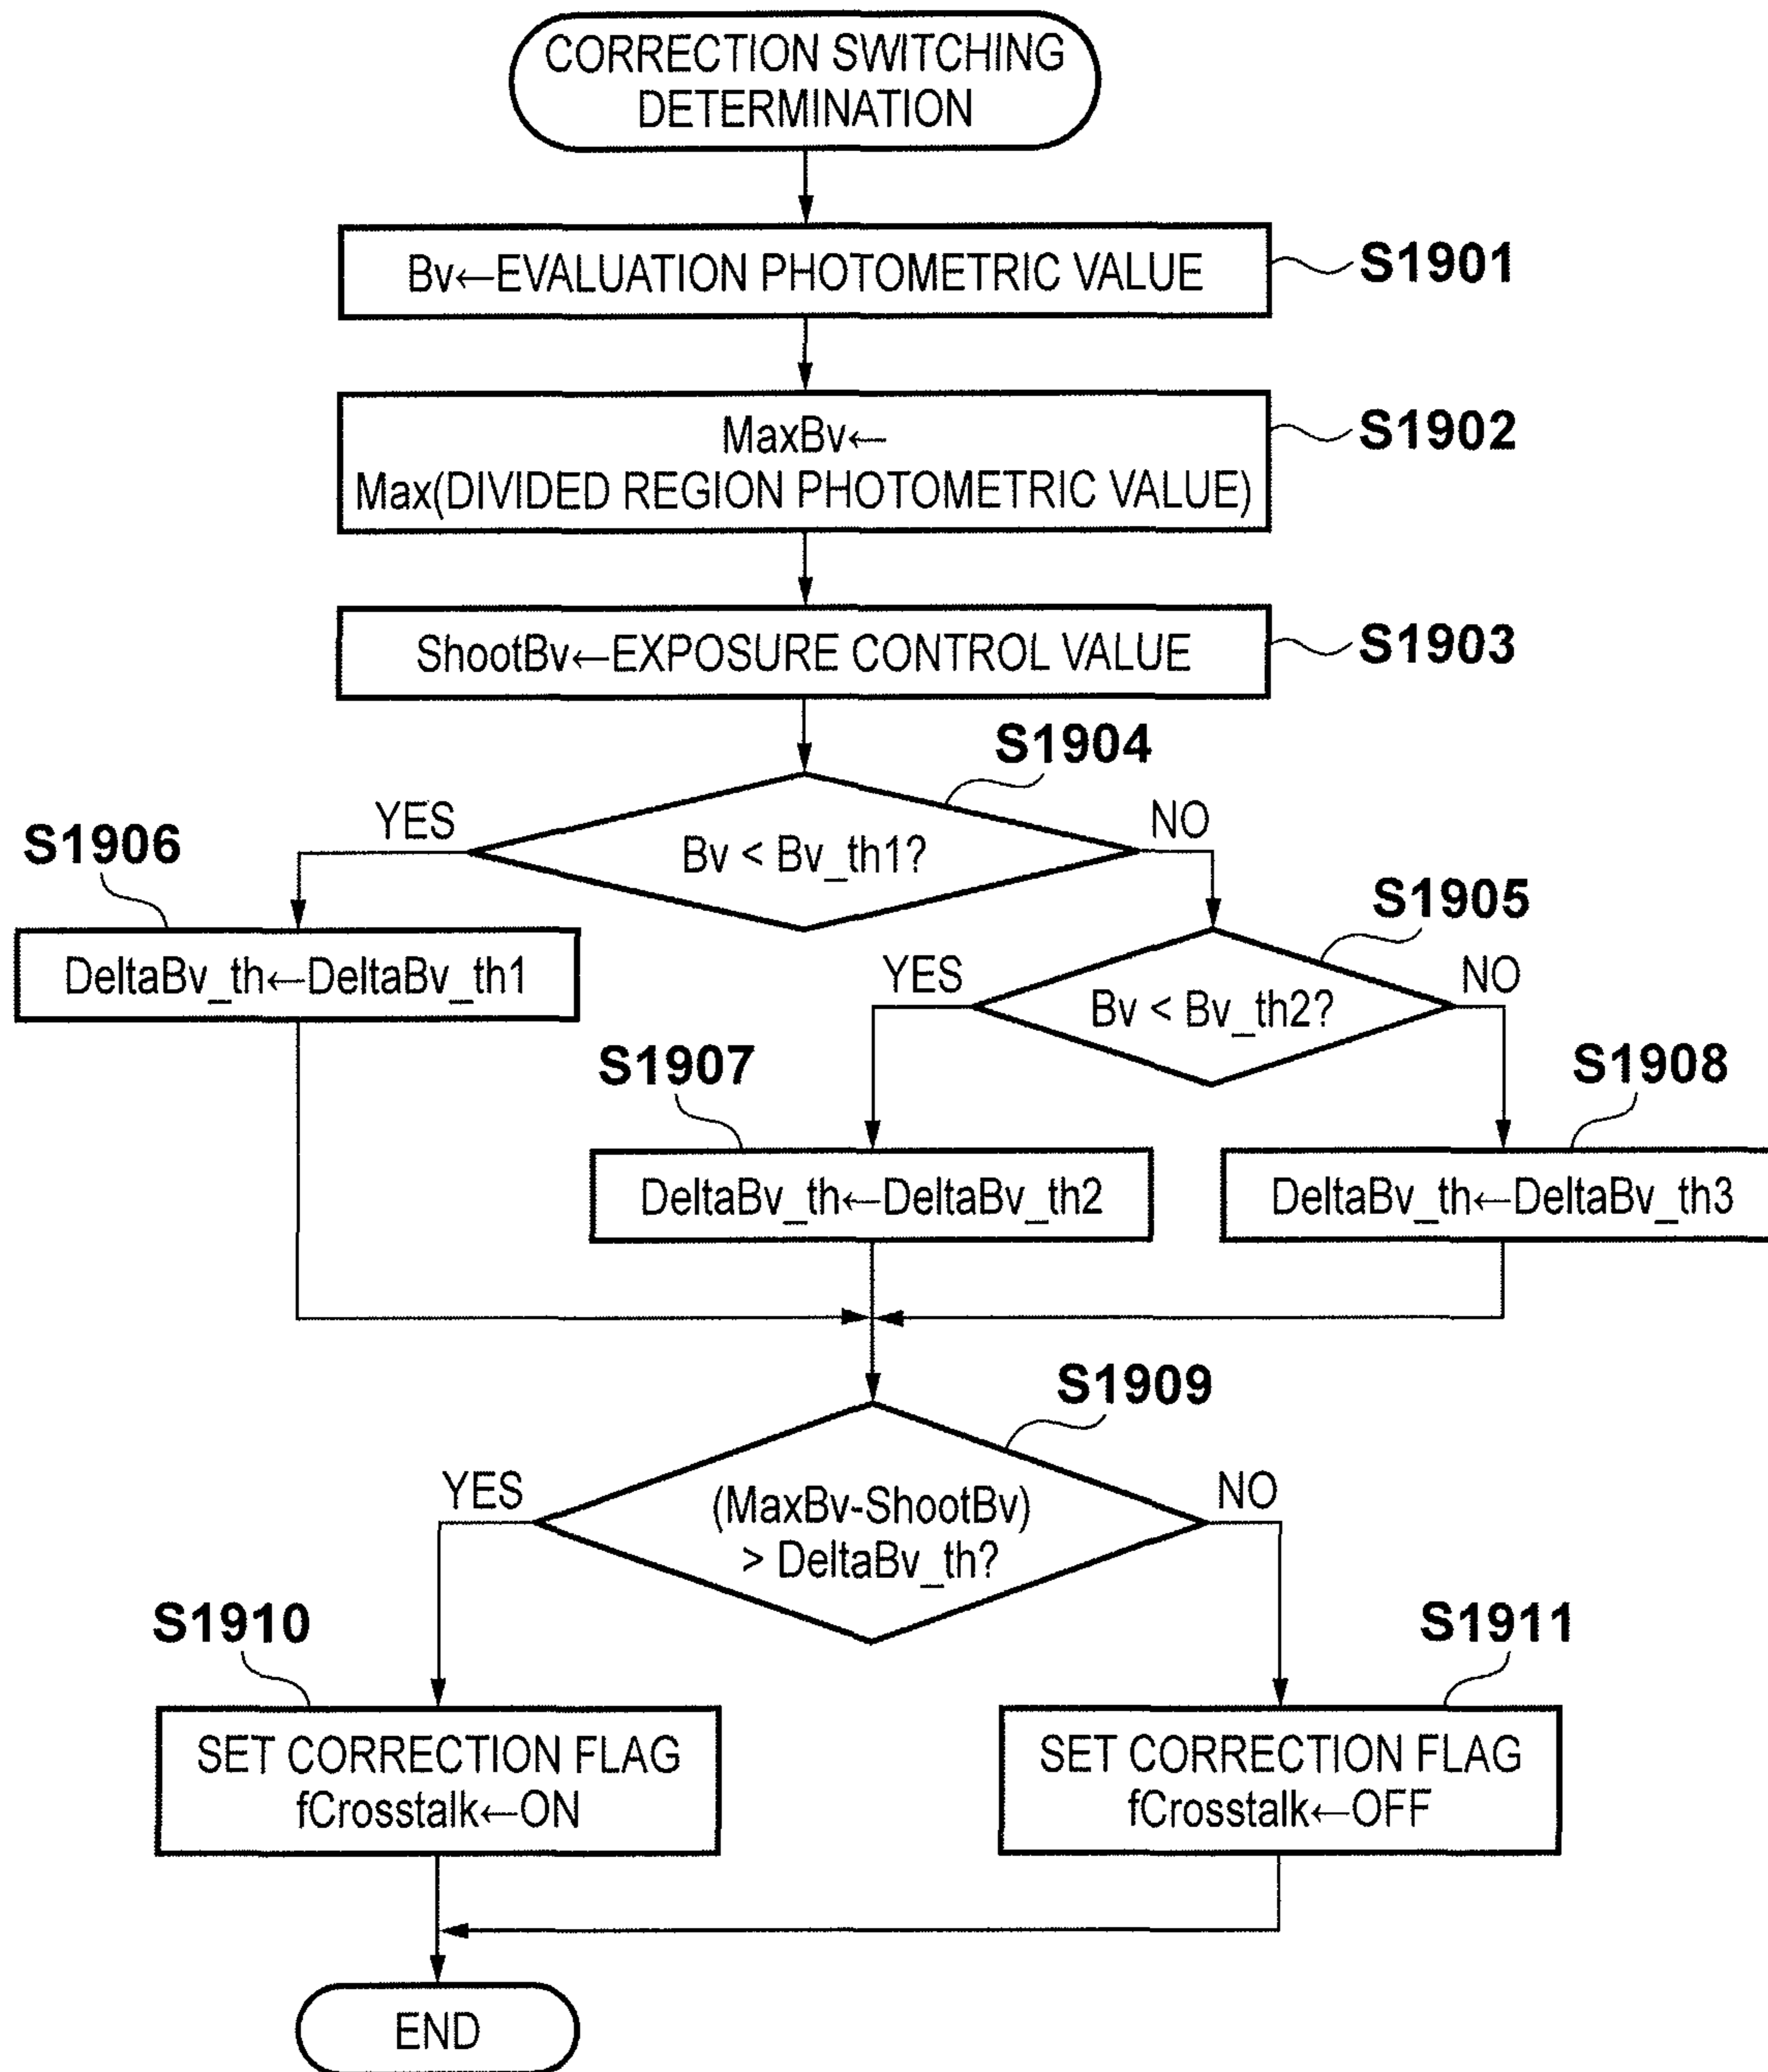 CORRECTION SWITCHING
DETERMINATION
Bv←EVALUATION PHOTOMETRIC VALUE
S1901
MaxBv←
Max(DIVIDED REGION PHOTOMETRIC VALUE)
S1902
ShootBv←EXPOSURE CONTROL VALUE
S1903
S1904
YES
Bv < Bv_th1?
NO
S1906
DeltaBv_th←DeltaBv_th1
S1905
YES
Bv < Bv_th2?
NO
S1907
DeltaBv_th←DeltaBv_th2
S1908
DeltaBv_th←DeltaBv_th3
S1909
YES
(MaxBv-ShootBv)
> DeltaBv_th?
NO
S1910
SET CORRECTION FLAG
fCrosstalk←ON
S1911
SET CORRECTION FLAG
fCrosstalk←OFF
END